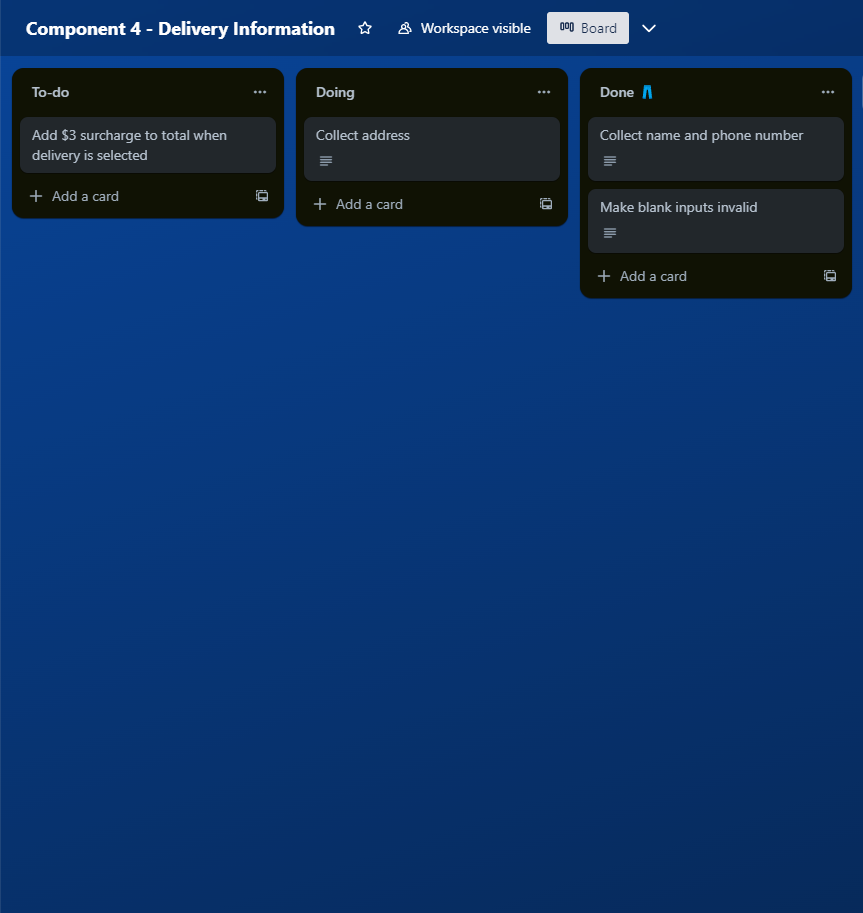 Component 4 - Delivery Information
Workspace visible
Board
To-do
Add $3 surcharge to total when
delivery is selected
Add a card
Doing
Collect address
Add a card
Done 👖
Collect name and phone number
Make blank inputs invalid
Add a card